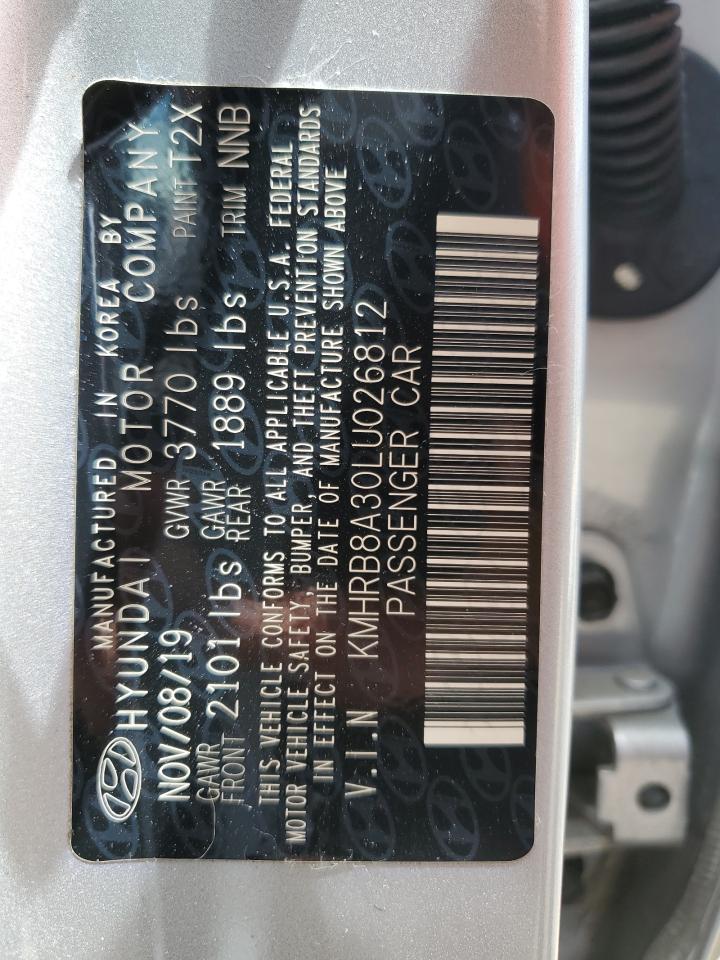 MANUFACTURED IN KOREA BY
HYUNDAI MOTOR COMPANY
NOV/08/19 GVWR 3770 lbs PAINT T2X
GAWR FRONT 2101 lbs GAWR REAR 1889 lbs TRIM NNB
THIS VEHICLE CONFORMS TO ALL APPLICABLE U.S.A. FEDERAL
MOTOR VEHICLE SAFETY, BUMPER, AND THEFT PREVENTION STANDARDS
IN EFFECT ON THE DATE OF MANUFACTURE SHOWN ABOVE
V.I.N KMHRB8A30LU026812
PASSENGER CAR